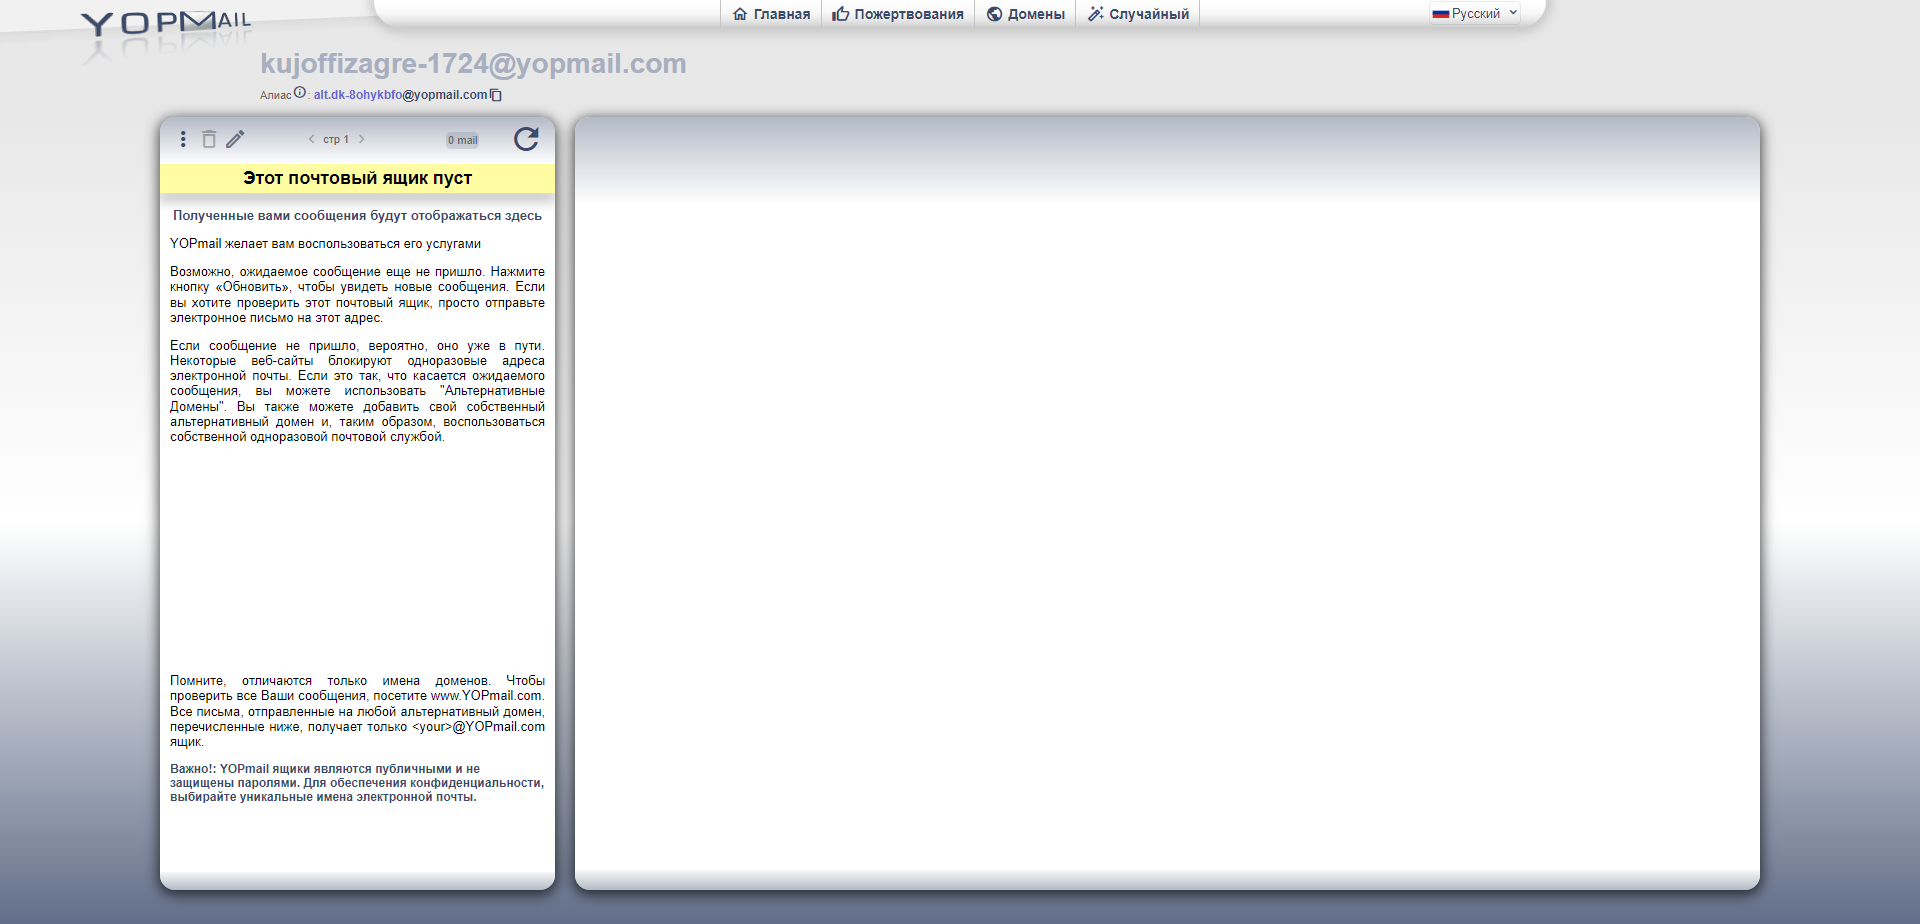 YOPMAIL
Главная
Пожертвования
Домены
Случайный
Русский
kujoffizagre-1724@yopmail.com
Алиас : alt.dk-8ohykbfo@yopmail.com
стр 1
0 mail
Этот почтовый ящик пуст
Полученные вами сообщения будут отображаться здесь
YOPmail желает вам воспользоваться его услугами
Возможно, ожидаемое сообщение еще не пришло. Нажмите
кнопку «Обновить», чтобы увидеть новые сообщения. Если
вы хотите проверить этот почтовый ящик, просто отправьте
электронное письмо на этот адрес.
Если сообщение не пришло, вероятно, оно уже в пути.
Некоторые веб-сайты блокируют одноразовые адреса
электронной почты. Если это так, что касается ожидаемого
сообщения, вы можете использовать "Альтернативные
Домены". Вы также можете добавить свой собственный
альтернативный домен и, таким образом, воспользоваться
собственной одноразовой почтовой службой.
Помните, отличаются только имена доменов. Чтобы
проверить все Ваши сообщения, посетите www.YOPmail.com.
Все письма, отправленные на любой альтернативный домен,
перечисленные ниже, получает только <your>@YOPmail.com
ящик.
Важно!: YOPmail ящики являются публичными и не
защищены паролями. Для обеспечения конфиденциальности,
выбирайте уникальные имена электронной почты.